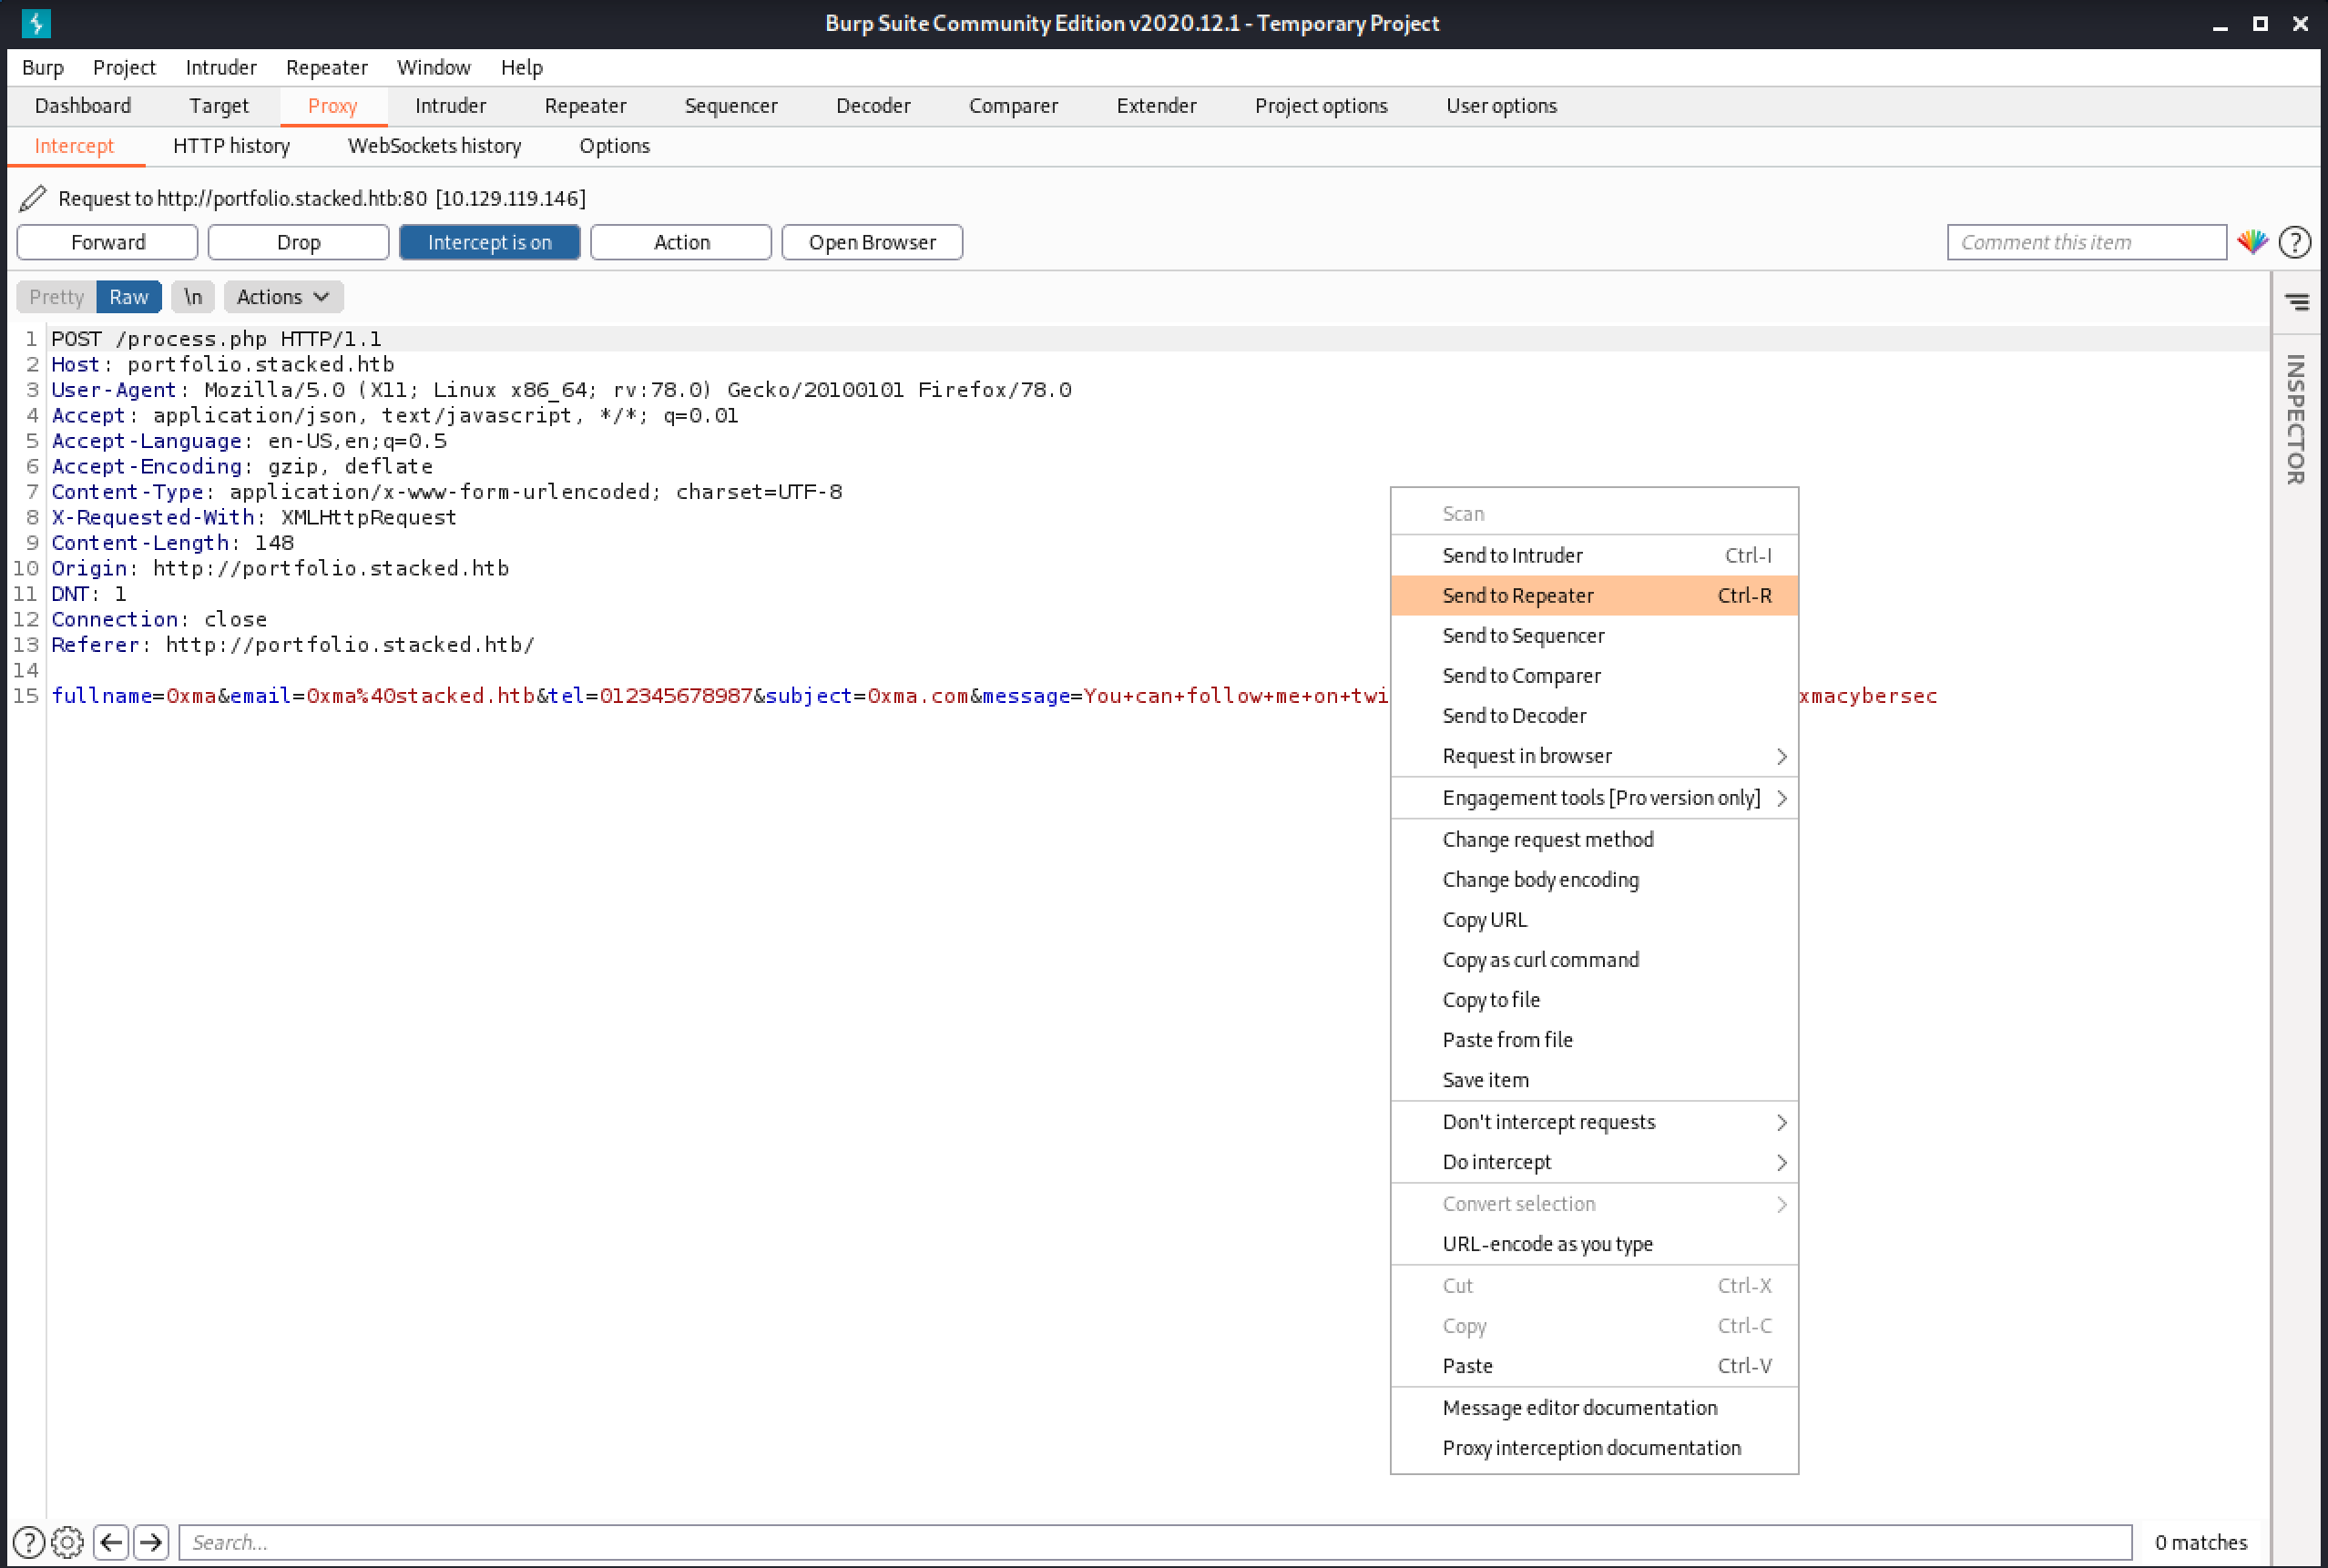 Burp Suite Community Edition v2020.12.1 - Temporary Project
Burp Project Intruder Repeater Window Help
Dashboard Target Proxy Intruder Repeater Sequencer Decoder Comparer Extender Project options User options
Intercept HTTP history WebSockets history Options
Request to http://portfolio.stacked.htb:80 [10.129.119.146]
Forward Drop Intercept is on Action Open Browser Comment this item
Pretty Raw \n Actions
INSPECTOR
1 POST /process.php HTTP/1.1
2 Host: portfolio.stacked.htb
3 User-Agent: Mozilla/5.0 (X11; Linux x86_64; rv:78.0) Gecko/20100101 Firefox/78.0
4 Accept: application/json, text/javascript, */*; q=0.01
5 Accept-Language: en-US,en;q=0.5
6 Accept-Encoding: gzip, deflate
7 Content-Type: application/x-www-form-urlencoded; charset=UTF-8
8 X-Requested-With: XMLHttpRequest
9 Content-Length: 148
10 Origin: http://portfolio.stacked.htb
11 DNT: 1
12 Connection: close
13 Referer: http://portfolio.stacked.htb/
14
15 fullname=0xma&email=0xma%40stacked.htb&tel=012345678987&subject=0xma.com&message=You+can+follow+me+on+twi xmacybersec
Scan
Send to Intruder Ctrl-I
Send to Repeater Ctrl-R
Send to Sequencer
Send to Comparer
Send to Decoder
Request in browser
Engagement tools [Pro version only]
Change request method
Change body encoding
Copy URL
Copy as curl command
Copy to file
Paste from file
Save item
Don't intercept requests
Do intercept
Convert selection
URL-encode as you type
Cut Ctrl-X
Copy Ctrl-C
Paste Ctrl-V
Message editor documentation
Proxy interception documentation
Search...
0 matches